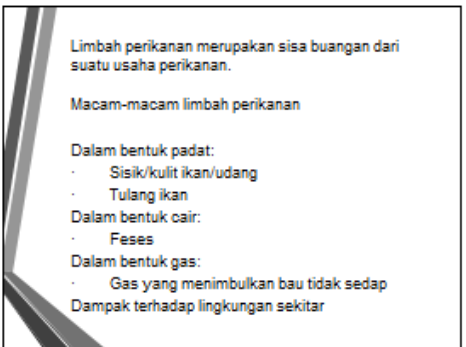 Limbah perikanan merupakan sisa buangan dari
suatu usaha perikanan.
Macam-macam limbah perikanan
Dalam bentuk padat:
· Sisik/kulit ikan/udang
· Tulang ikan
Dalam bentuk cair:
· Feses
Dalam bentuk gas:
· Gas yang menimbulkan bau tidak sedap
Dampak terhadap lingkungan sekitar